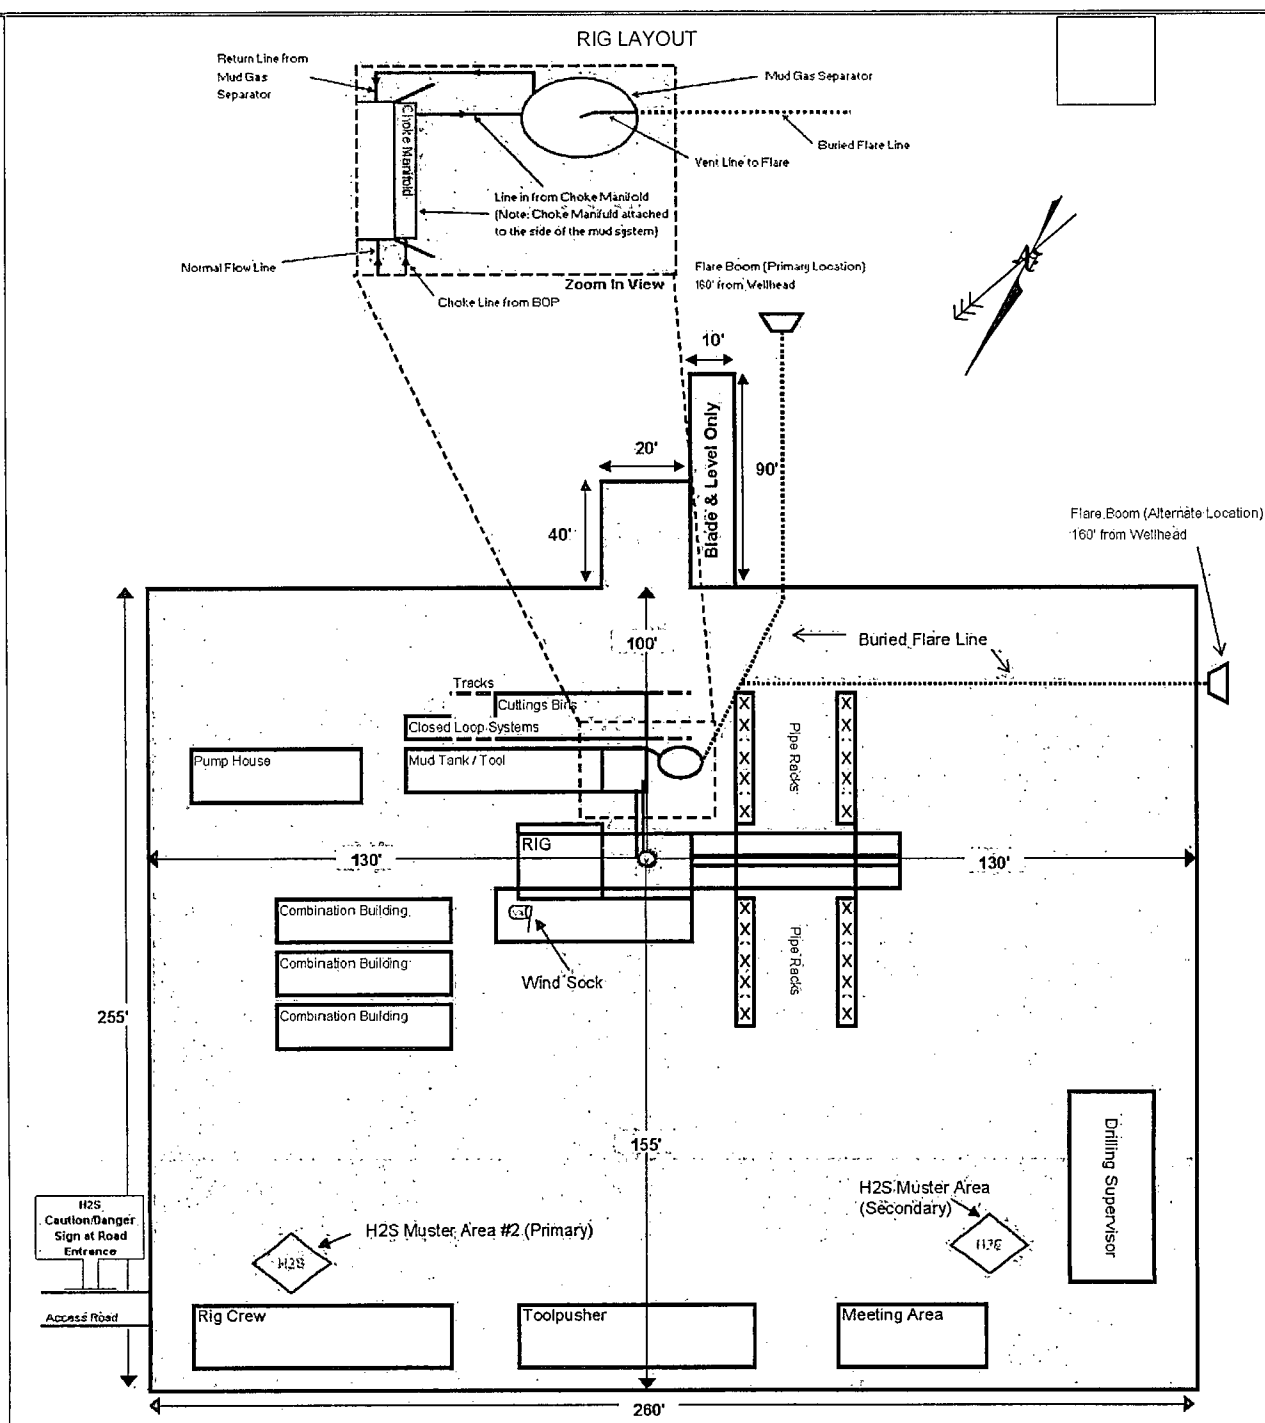 RIG LAYOUT
Return Line from
Mud Gas
Separator
Mud Gas Separator
Choke Manifold
Buried Flare Line
Vent Line to Flare
Line in from Choke Manifold
(Note: Choke Manifuld attached
to the side of the mud system)
Normal Flow Line
Choke Line from BOP
Zoom In View
Flare Boom (Primary Location)
160' from Wellhead
10'
20'
Blade & Level Only
90'
40'
Flare Boom (Alternate Location)
160' from Wellhead
100'
Buried Flare Line
Tracks
Cuttings Bins
Closed Loop Systems
Pump House
Mud Tank / Tool
Pipe Racks
X
X
X
X
X
X
X
X
X
X
RIG
130'
130'
Combination Building
Combination Building
Combination Building
Wind Sock
Pipe Racks
X
X
X
X
X
X
X
X
X
X
255'
155'
Drilling Supervisor
H2S
Caution/Danger
Sign at Road
Entrance
H2S Muster Area #2 (Primary)
H2S
H2S Muster Area
(Secondary)
Access Road
Rig Crew
Toolpusher
Meeting Area
260'